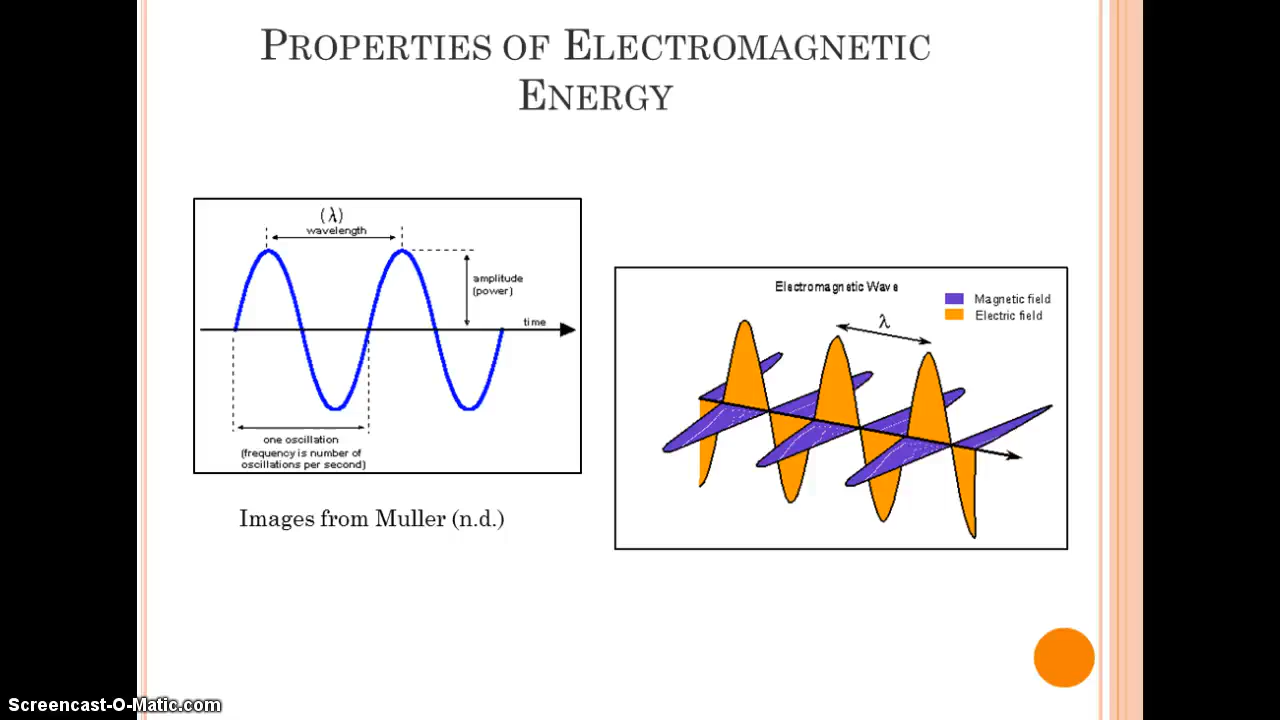 PROPERTIES OF ELECTROMAGNETIC
ENERGY
(λ)
wavelength
amplitude
(power)
time
one oscillation
(frequency is number of
oscillations per second)
Images from Muller (n.d.)
Electromagnetic Wave
Magnetic field
Electric field
λ
Screencast-O-Matic.com